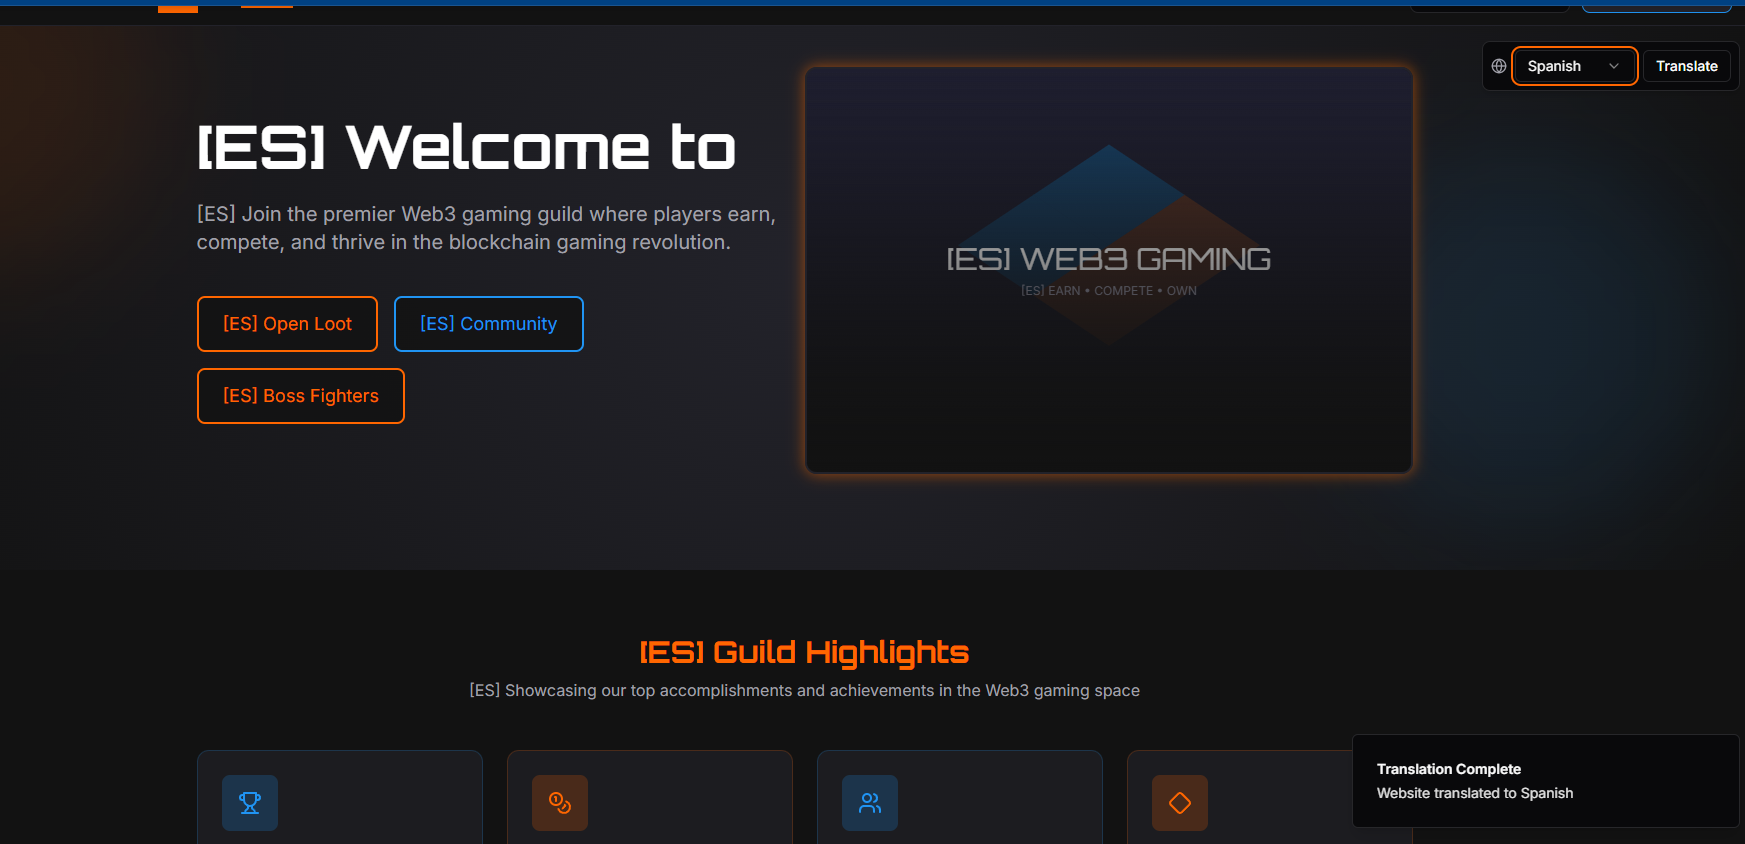 Spanish
Translate
[ES] Welcome to
[ES] Join the premier Web3 gaming guild where players earn,
compete, and thrive in the blockchain gaming revolution.
[ES] WEB3 GAMING
[ES] EARN • COMPETE • OWN
[ES] Open Loot
[ES] Community
[ES] Boss Fighters
[ES] Guild Highlights
[ES] Showcasing our top accomplishments and achievements in the Web3 gaming space
Translation Complete
Website translated to Spanish